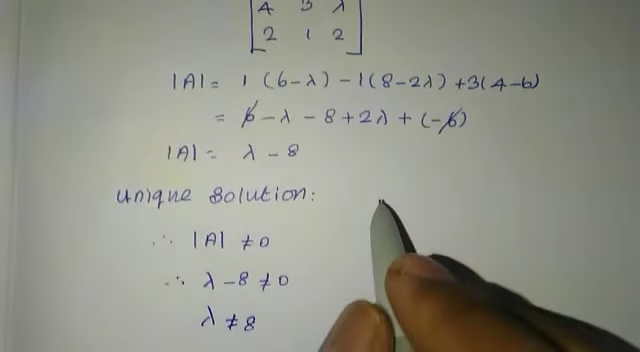 4 3 λ
2 1 2
|A| = 1 (6-λ) - 1(8-2λ) + 3(4-6)
= 6 - λ - 8 + 2λ + (-6)
|A| = λ - 8
unique solution:
∴ |A| ≠ 0
∴ λ - 8 ≠ 0
λ ≠ 8